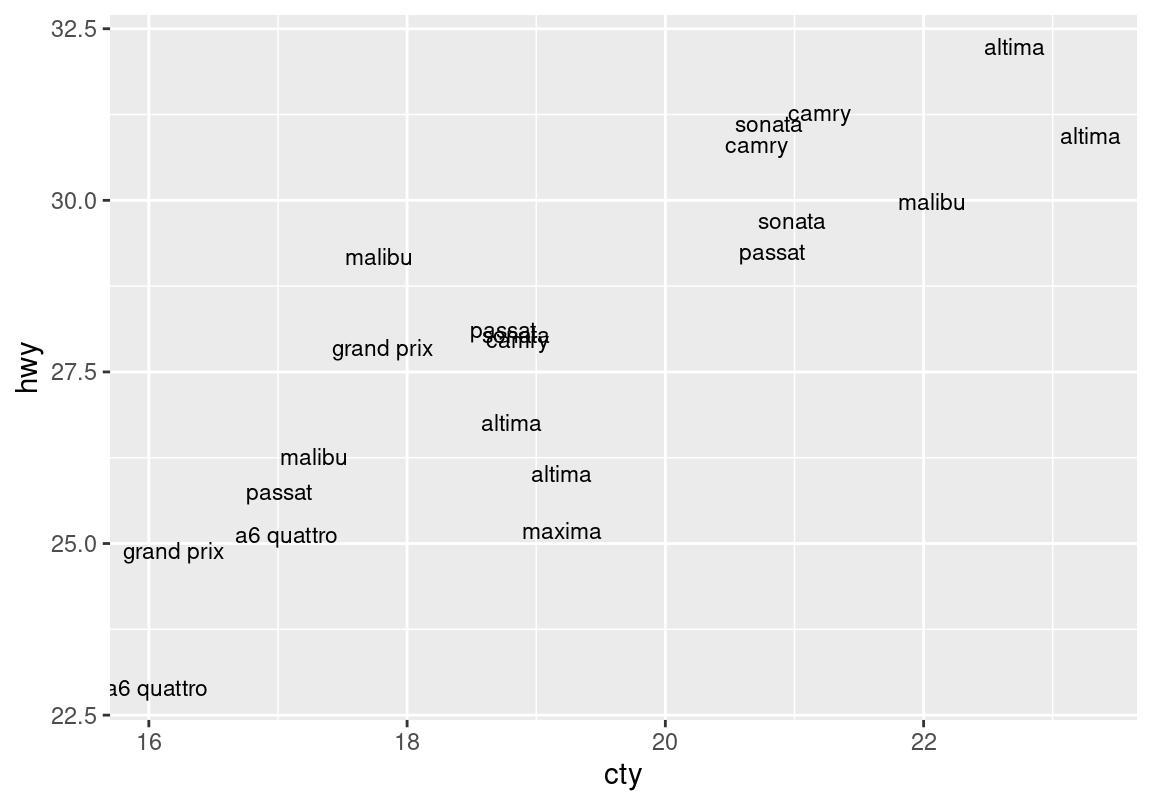 32.5
altima
camry
sonata
altima
camry
30.0
malibu
sonata
passat
malibu
passat
sonata
camry
grand prix
hwy
27.5
altima
malibu
altima
passat
maxima
a6 quattro
25.0
grand prix
a6 quattro
22.5
16 18 20 22
cty